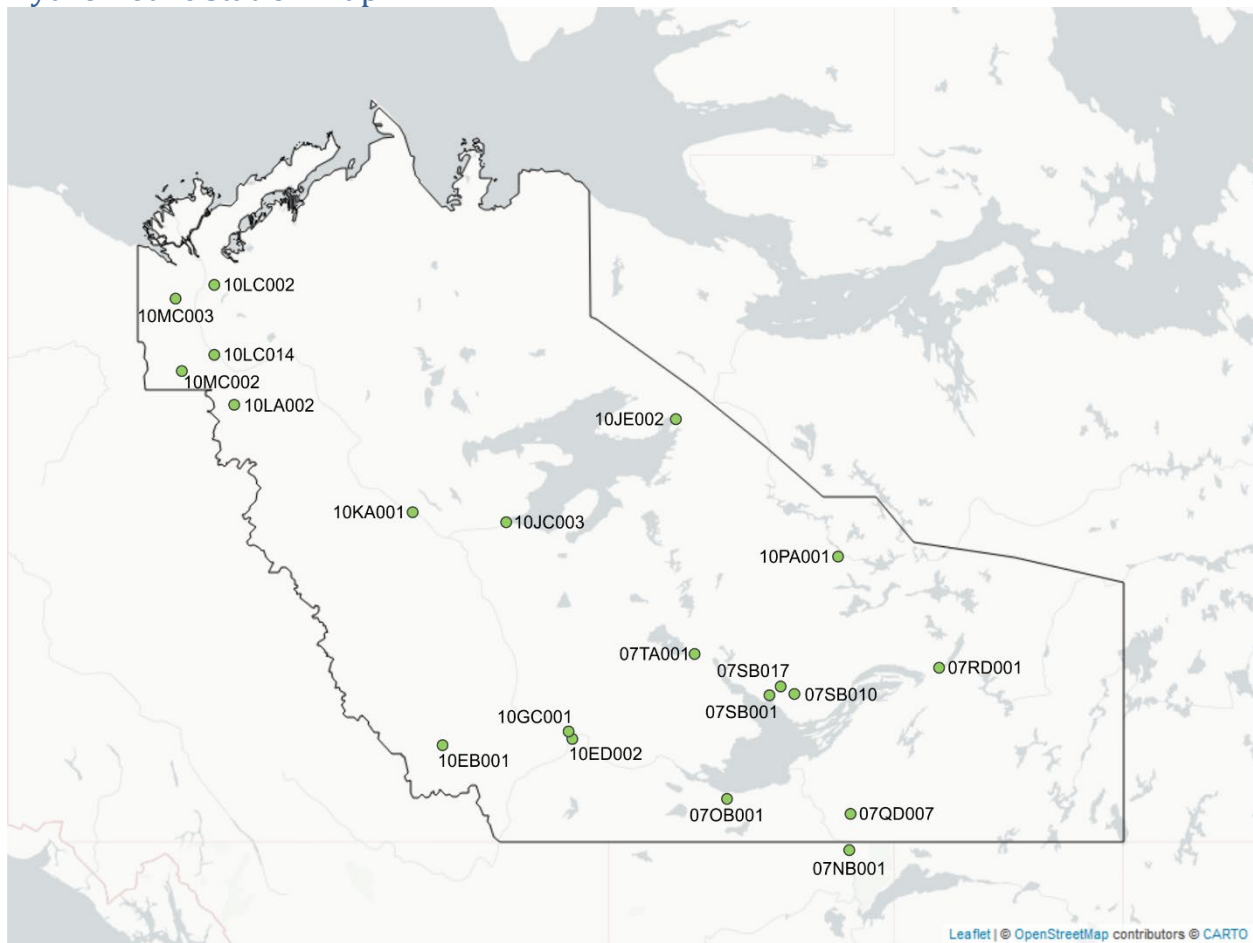 10LC002
10MC003
10LC014
10MC002
10LA002
10JE002
10KA001
10JC003
10PA001
07TA001
07SB017
07RD001
07SB010
07SB001
10GC001
10ED002
10EB001
07OB001
07QD007
07NB001
Leaflet | © OpenStreetMap contributors © CARTO